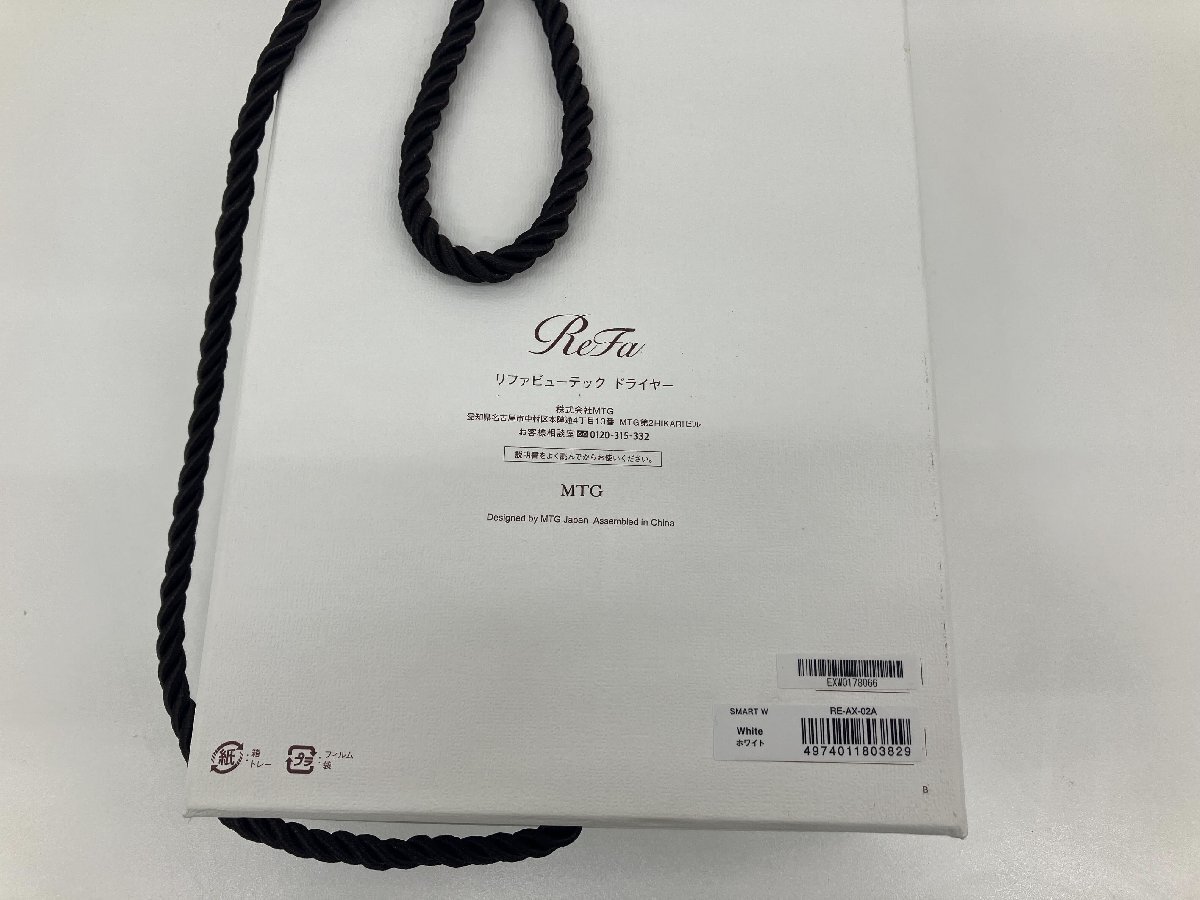 ReFa
リファビューテック ドライヤー
株式会社MTG
愛知県名古屋市中村区本陣通4丁目13番 MTG第2HIKARIビル
お客様相談室 0120-315-332
説明書をよく読んでからお使いください。
MTG
Designed by MTG Japan Assembled in China
EXW0178066
SMART W RE-AX-02A
White
ホワイト
4974011803829
紙 : 箱 トレー
プラ : フィルム 袋
B